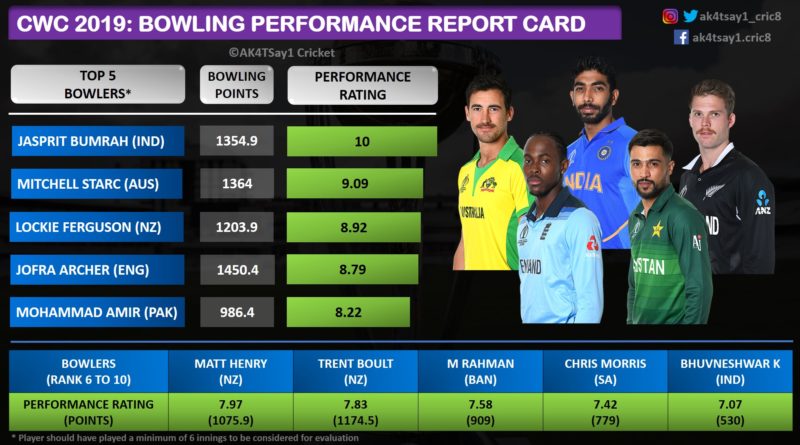 CWC 2019: BOWLING PERFORMANCE REPORT CARD
ak4tsay1_cric8
ak4tsay1.cric8
©AK4TSay1 Cricket
TOP 5 BOWLERS* BOWLING POINTS PERFORMANCE RATING
JASPRIT BUMRAH (IND) 1354.9 10
MITCHELL STARC (AUS) 1364 9.09
LOCKIE FERGUSON (NZ) 1203.9 8.92
JOFRA ARCHER (ENG) 1450.4 8.79
MOHAMMAD AMIR (PAK) 986.4 8.22
AUSTRALIA
INDIA
AND
ANZ
BOWLERS (RANK 6 TO 10) MATT HENRY (NZ) TRENT BOULT (NZ) M RAHMAN (BAN) CHRIS MORRIS (SA) BHUVNESHWAR K (IND)
PERFORMANCE RATING (POINTS) 7.97 (1075.9) 7.83 (1174.5) 7.58 (909) 7.42 (779) 7.07 (530)
* Player should have played a minimum of 6 innings to be considered for evaluation